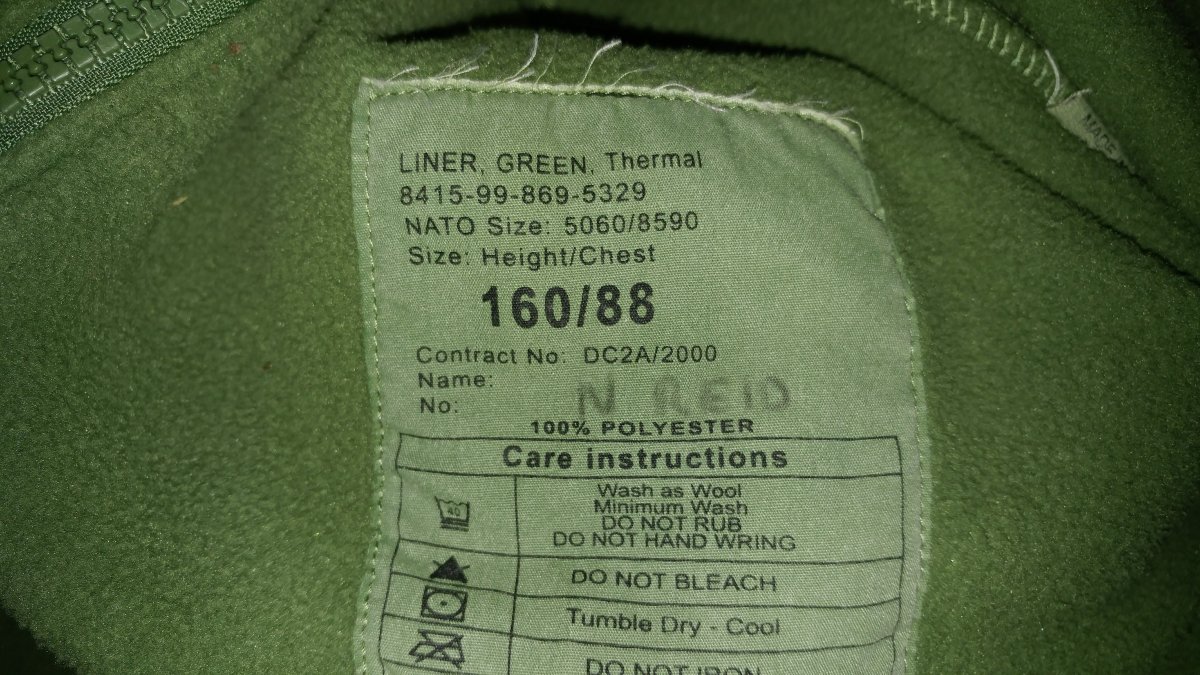 LINER, GREEN, Thermal
8415-99-869-5329
NATO Size: 5060/8590
Size: Height/Chest
160/88
Contract No: DC2A/2000
Name:
No:
N REID
100% POLYESTER
Care instructions
40
Wash as Wool
Minimum Wash
DO NOT RUB
DO NOT HAND WRING
DO NOT BLEACH
Tumble Dry - Cool
DO NOT IRON
MADE